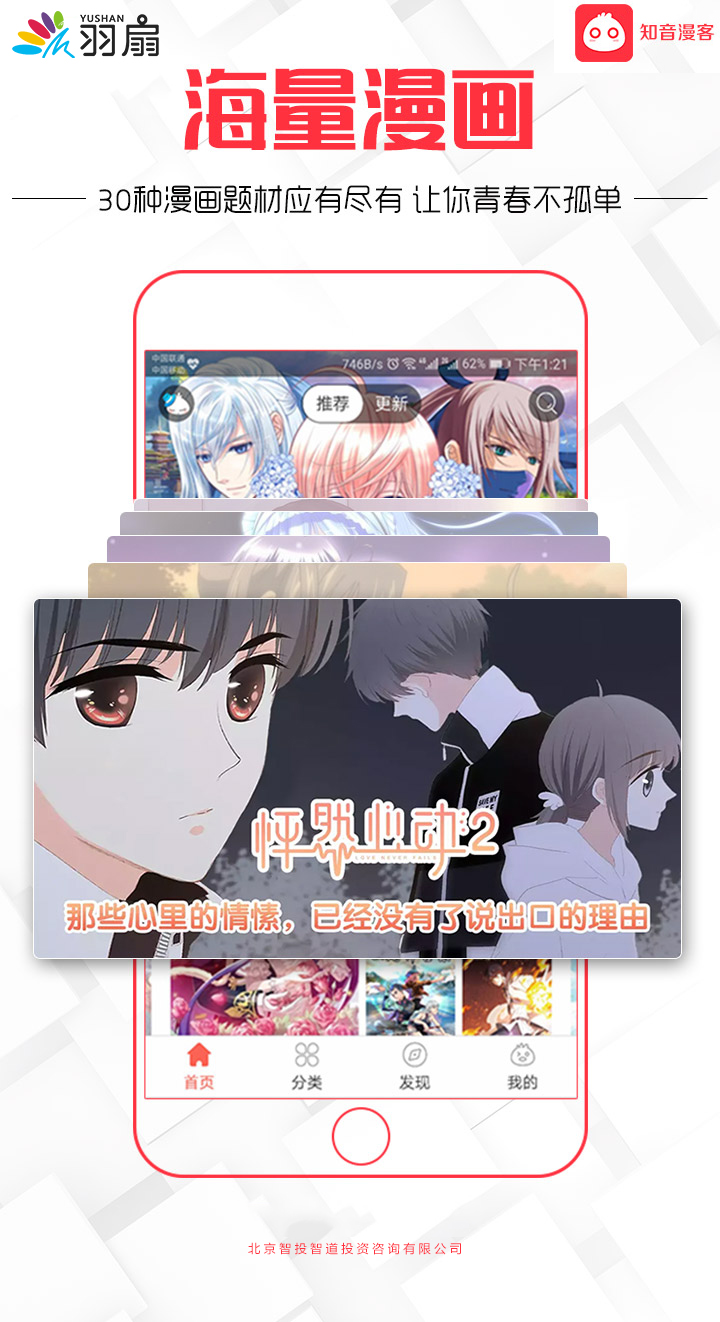 YUSHAN
羽扇
知音漫客
海量漫画
30种漫画题材应有尽有 让你青春不孤单
中国联通
中国移动
746B/s
62%
下午1:21
推荐
更新
SAVE MY
怦然心动2
LOVE NEVER FAILS
那些心里的情愫，已经没有了说出口的理由
首页
分类
发现
我的
北京智投智道投资咨询有限公司